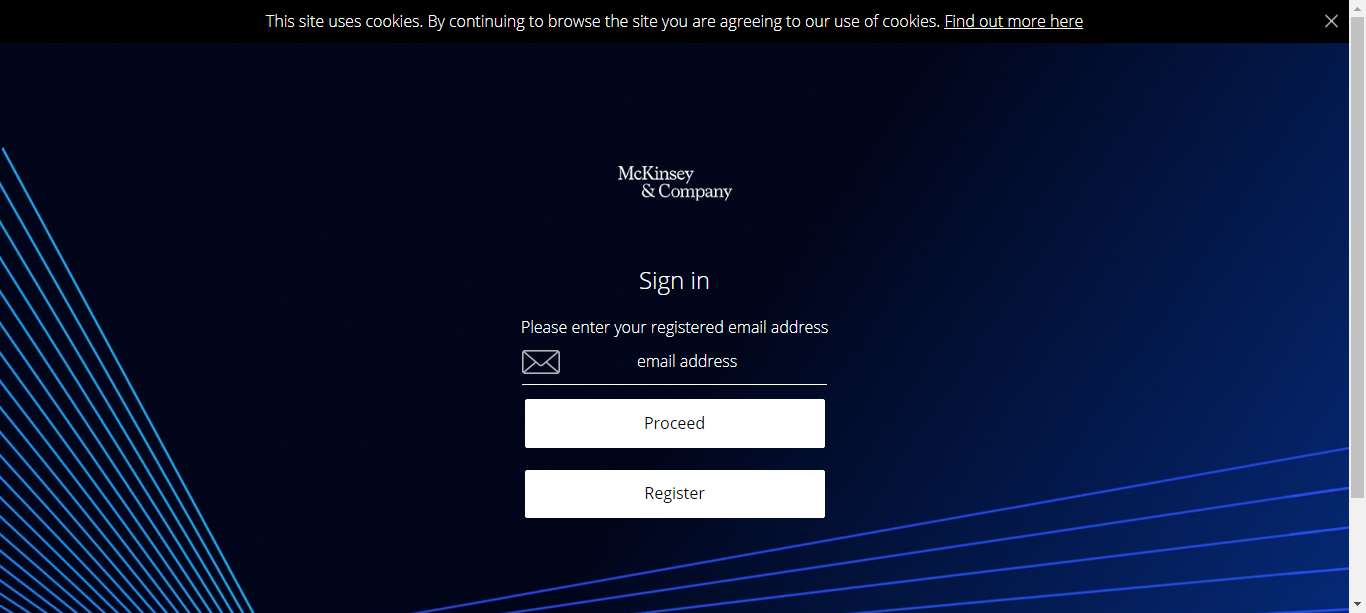 This site uses cookies. By continuing to browse the site you are agreeing to our use of cookies. Find out more here
McKinsey
& Company
Sign in
Please enter your registered email address
email address
Proceed
Register